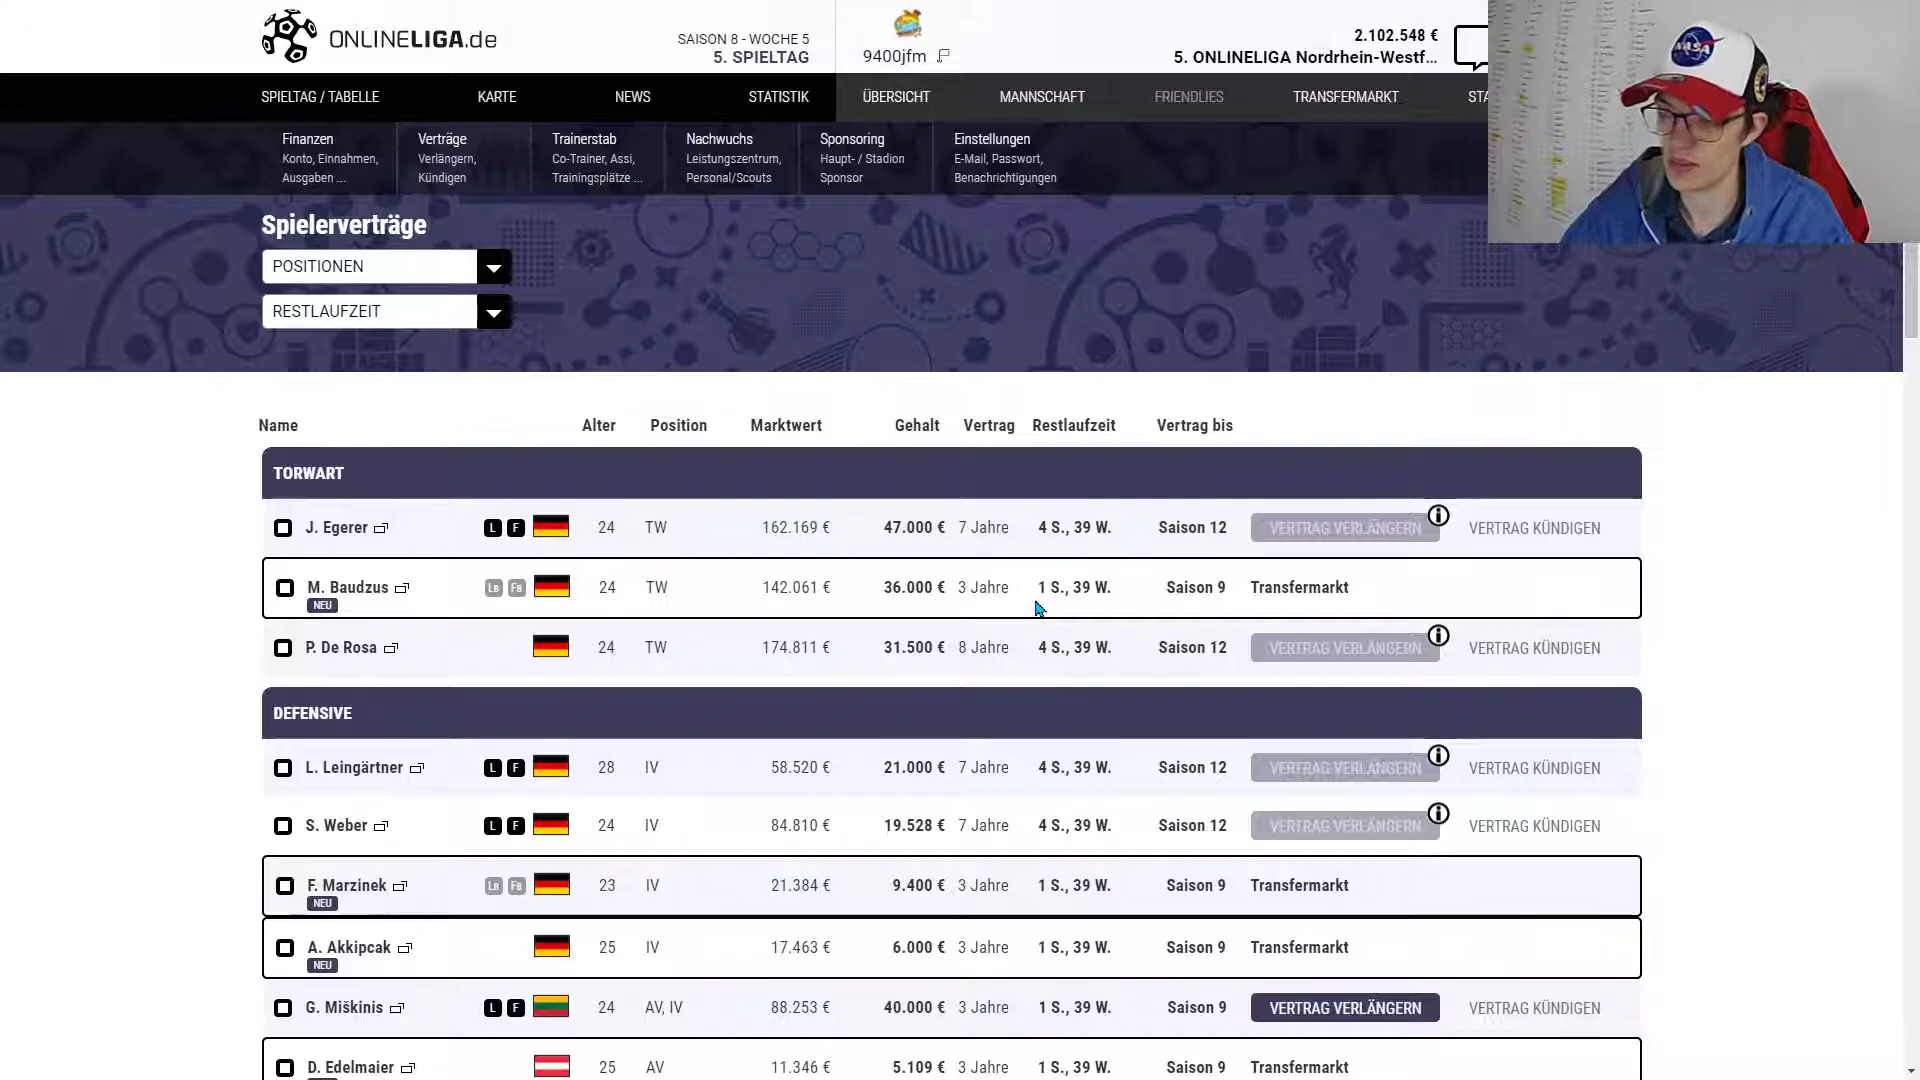 ONLINELIGA.de
SAISON 8 - WOCHE 5
5. SPIELTAG
9400jfm
2.102.548 €
5. ONLINELIGA Nordrhein-Westf...
NASA
SPIELTAG / TABELLE KARTE NEWS STATISTIK ÜBERSICHT MANNSCHAFT FRIENDLIES TRANSFERMARKT STA
Finanzen
Konto, Einnahmen,
Ausgaben ...
Verträge
Verlängern,
Kündigen
Trainerstab
Co-Trainer, Assi,
Trainingsplätze ...
Nachwuchs
Leistungszentrum,
Personal/Scouts
Sponsoring
Haupt- / Stadion
Sponsor
Einstellungen
E-Mail, Passwort,
Benachrichtigungen
Spielerverträge
POSITIONEN
RESTLAUFZEIT
Name Alter Position Marktwert Gehalt Vertrag Restlaufzeit Vertrag bis
TORWART
J. Egerer L F 24 TW 162.169 € 47.000 € 7 Jahre 4 S., 39 W. Saison 12 VERTRAG VERLÄNGERN VERTRAG KÜNDIGEN
M. Baudzus LB FB 24 TW 142.061 € 36.000 € 3 Jahre 1 S., 39 W. Saison 9 Transfermarkt
NEU
P. De Rosa 24 TW 174.811 € 31.500 € 8 Jahre 4 S., 39 W. Saison 12 VERTRAG VERLÄNGERN VERTRAG KÜNDIGEN
DEFENSIVE
L. Leingärtner L F 28 IV 58.520 € 21.000 € 7 Jahre 4 S., 39 W. Saison 12 VERTRAG VERLÄNGERN VERTRAG KÜNDIGEN
S. Weber L F 24 IV 84.810 € 19.528 € 7 Jahre 4 S., 39 W. Saison 12 VERTRAG VERLÄNGERN VERTRAG KÜNDIGEN
F. Marzinek LB FB 23 IV 21.384 € 9.400 € 3 Jahre 1 S., 39 W. Saison 9 Transfermarkt
NEU
A. Akkipcak 25 IV 17.463 € 6.000 € 3 Jahre 1 S., 39 W. Saison 9 Transfermarkt
NEU
G. Miškinis L F 24 AV, IV 88.253 € 40.000 € 3 Jahre 1 S., 39 W. Saison 9 VERTRAG VERLÄNGERN VERTRAG KÜNDIGEN
D. Edelmaier 25 AV 11.346 € 5.109 € 3 Jahre 1 S., 39 W. Saison 9 Transfermarkt